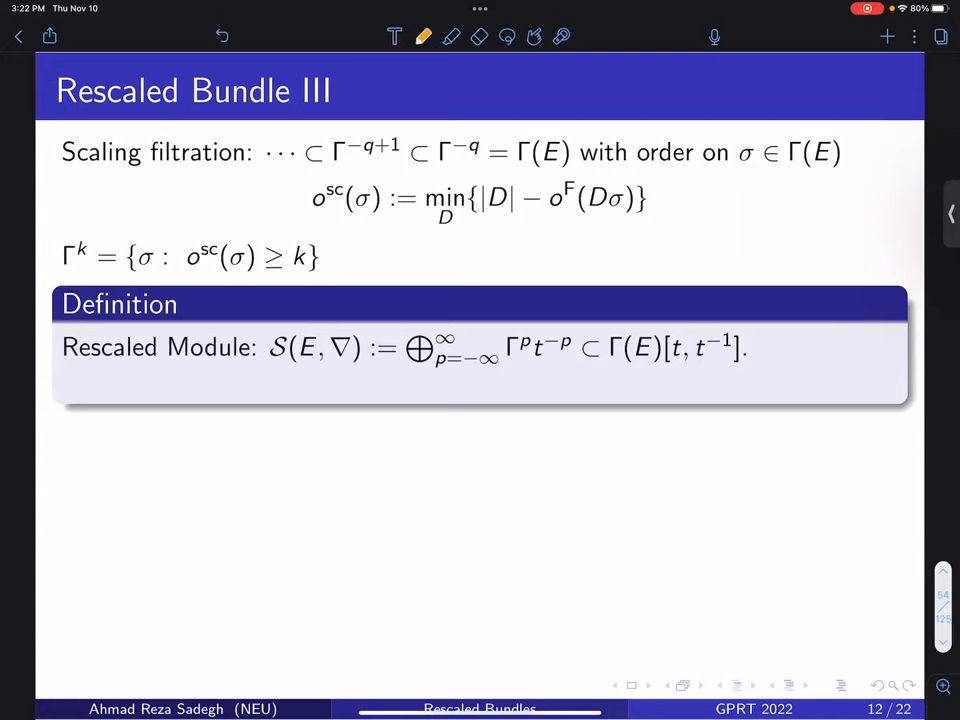 3:22 PM Thu Nov 10
80%
Rescaled Bundle III
Scaling filtration: ⋯ ⊂ Γ^{−q+1} ⊂ Γ^{−q} = Γ(E) with order on σ ∈ Γ(E)
o^{sc}(σ) := min_D{|D| − o^F(Dσ)}
Γ^k = {σ : o^{sc}(σ) ≥ k}
Definition
Rescaled Module: 𝒮(E, ∇) := ⊕_{p=−∞}^{∞} Γ^p t^{−p} ⊂ Γ(E)[t, t^{−1}].
54
125
Ahmad Reza Sadegh (NEU) Rescaled Bundles GPRT 2022 12 / 22